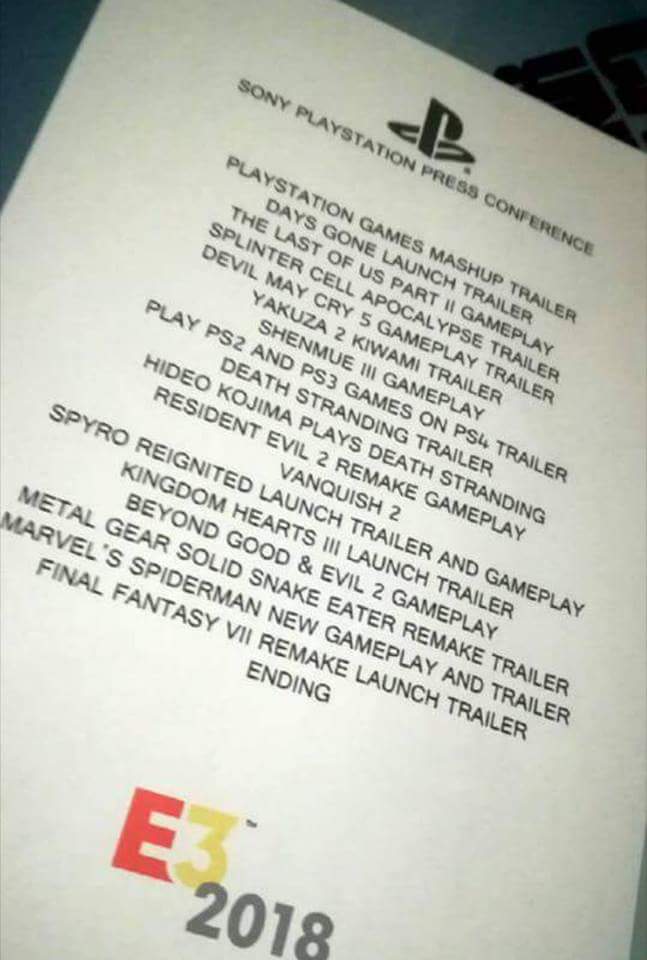 SONY PLAYSTATION PRESS CONFERENCE
PLAYSTATION GAMES MASHUP TRAILER
DAYS GONE LAUNCH TRAILER
THE LAST OF US PART II GAMEPLAY
SPLINTER CELL APOCALYPSE TRAILER
DEVIL MAY CRY 5 GAMEPLAY TRAILER
YAKUZA 2 KIWAMI TRAILER
SHENMUE III GAMEPLAY
PLAY PS2 AND PS3 GAMES ON PS4 TRAILER
DEATH STRANDING TRAILER
HIDEO KOJIMA PLAYS DEATH STRANDING
RESIDENT EVIL 2 REMAKE GAMEPLAY
VANQUISH 2
SPYRO REIGNITED LAUNCH TRAILER AND GAMEPLAY
KINGDOM HEARTS III LAUNCH TRAILER
BEYOND GOOD & EVIL 2 GAMEPLAY
METAL GEAR SOLID SNAKE EATER REMAKE TRAILER
MARVEL'S SPIDERMAN NEW GAMEPLAY AND TRAILER
FINAL FANTASY VII REMAKE LAUNCH TRAILER
ENDING
E3™
2018